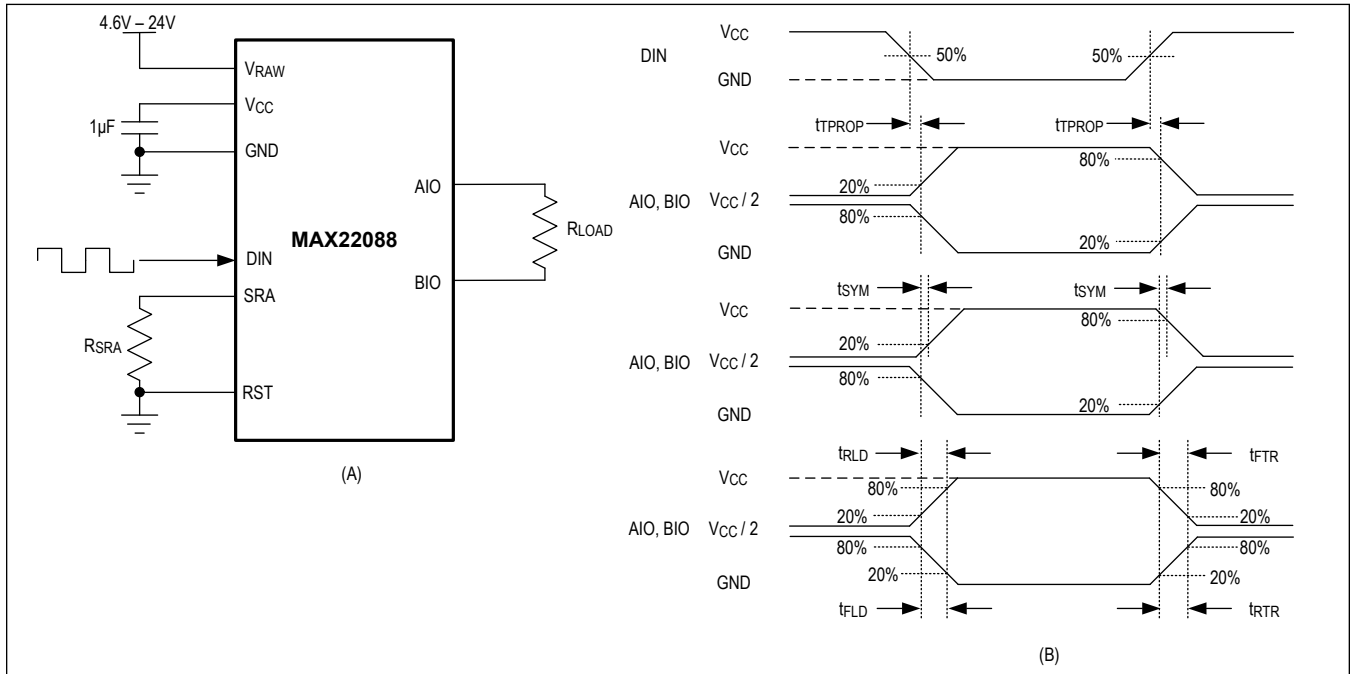 4.6V – 24V
VRAW
VCC
1µF
GND
AIO
RLOAD
MAX22088
DIN
BIO
SRA
RSRA
RST
(A)
VCC
DIN
50%
50%
GND
tTPROP
tTPROP
VCC
80%
20%
AIO, BIO VCC / 2
80%
20%
GND
tSYM
tSYM
VCC
80%
20%
AIO, BIO VCC / 2
80%
20%
GND
tRLD
tFTR
VCC
80%
80%
20%
20%
AIO, BIO VCC / 2
80%
80%
20%
20%
GND
tFLD
tRTR
(B)